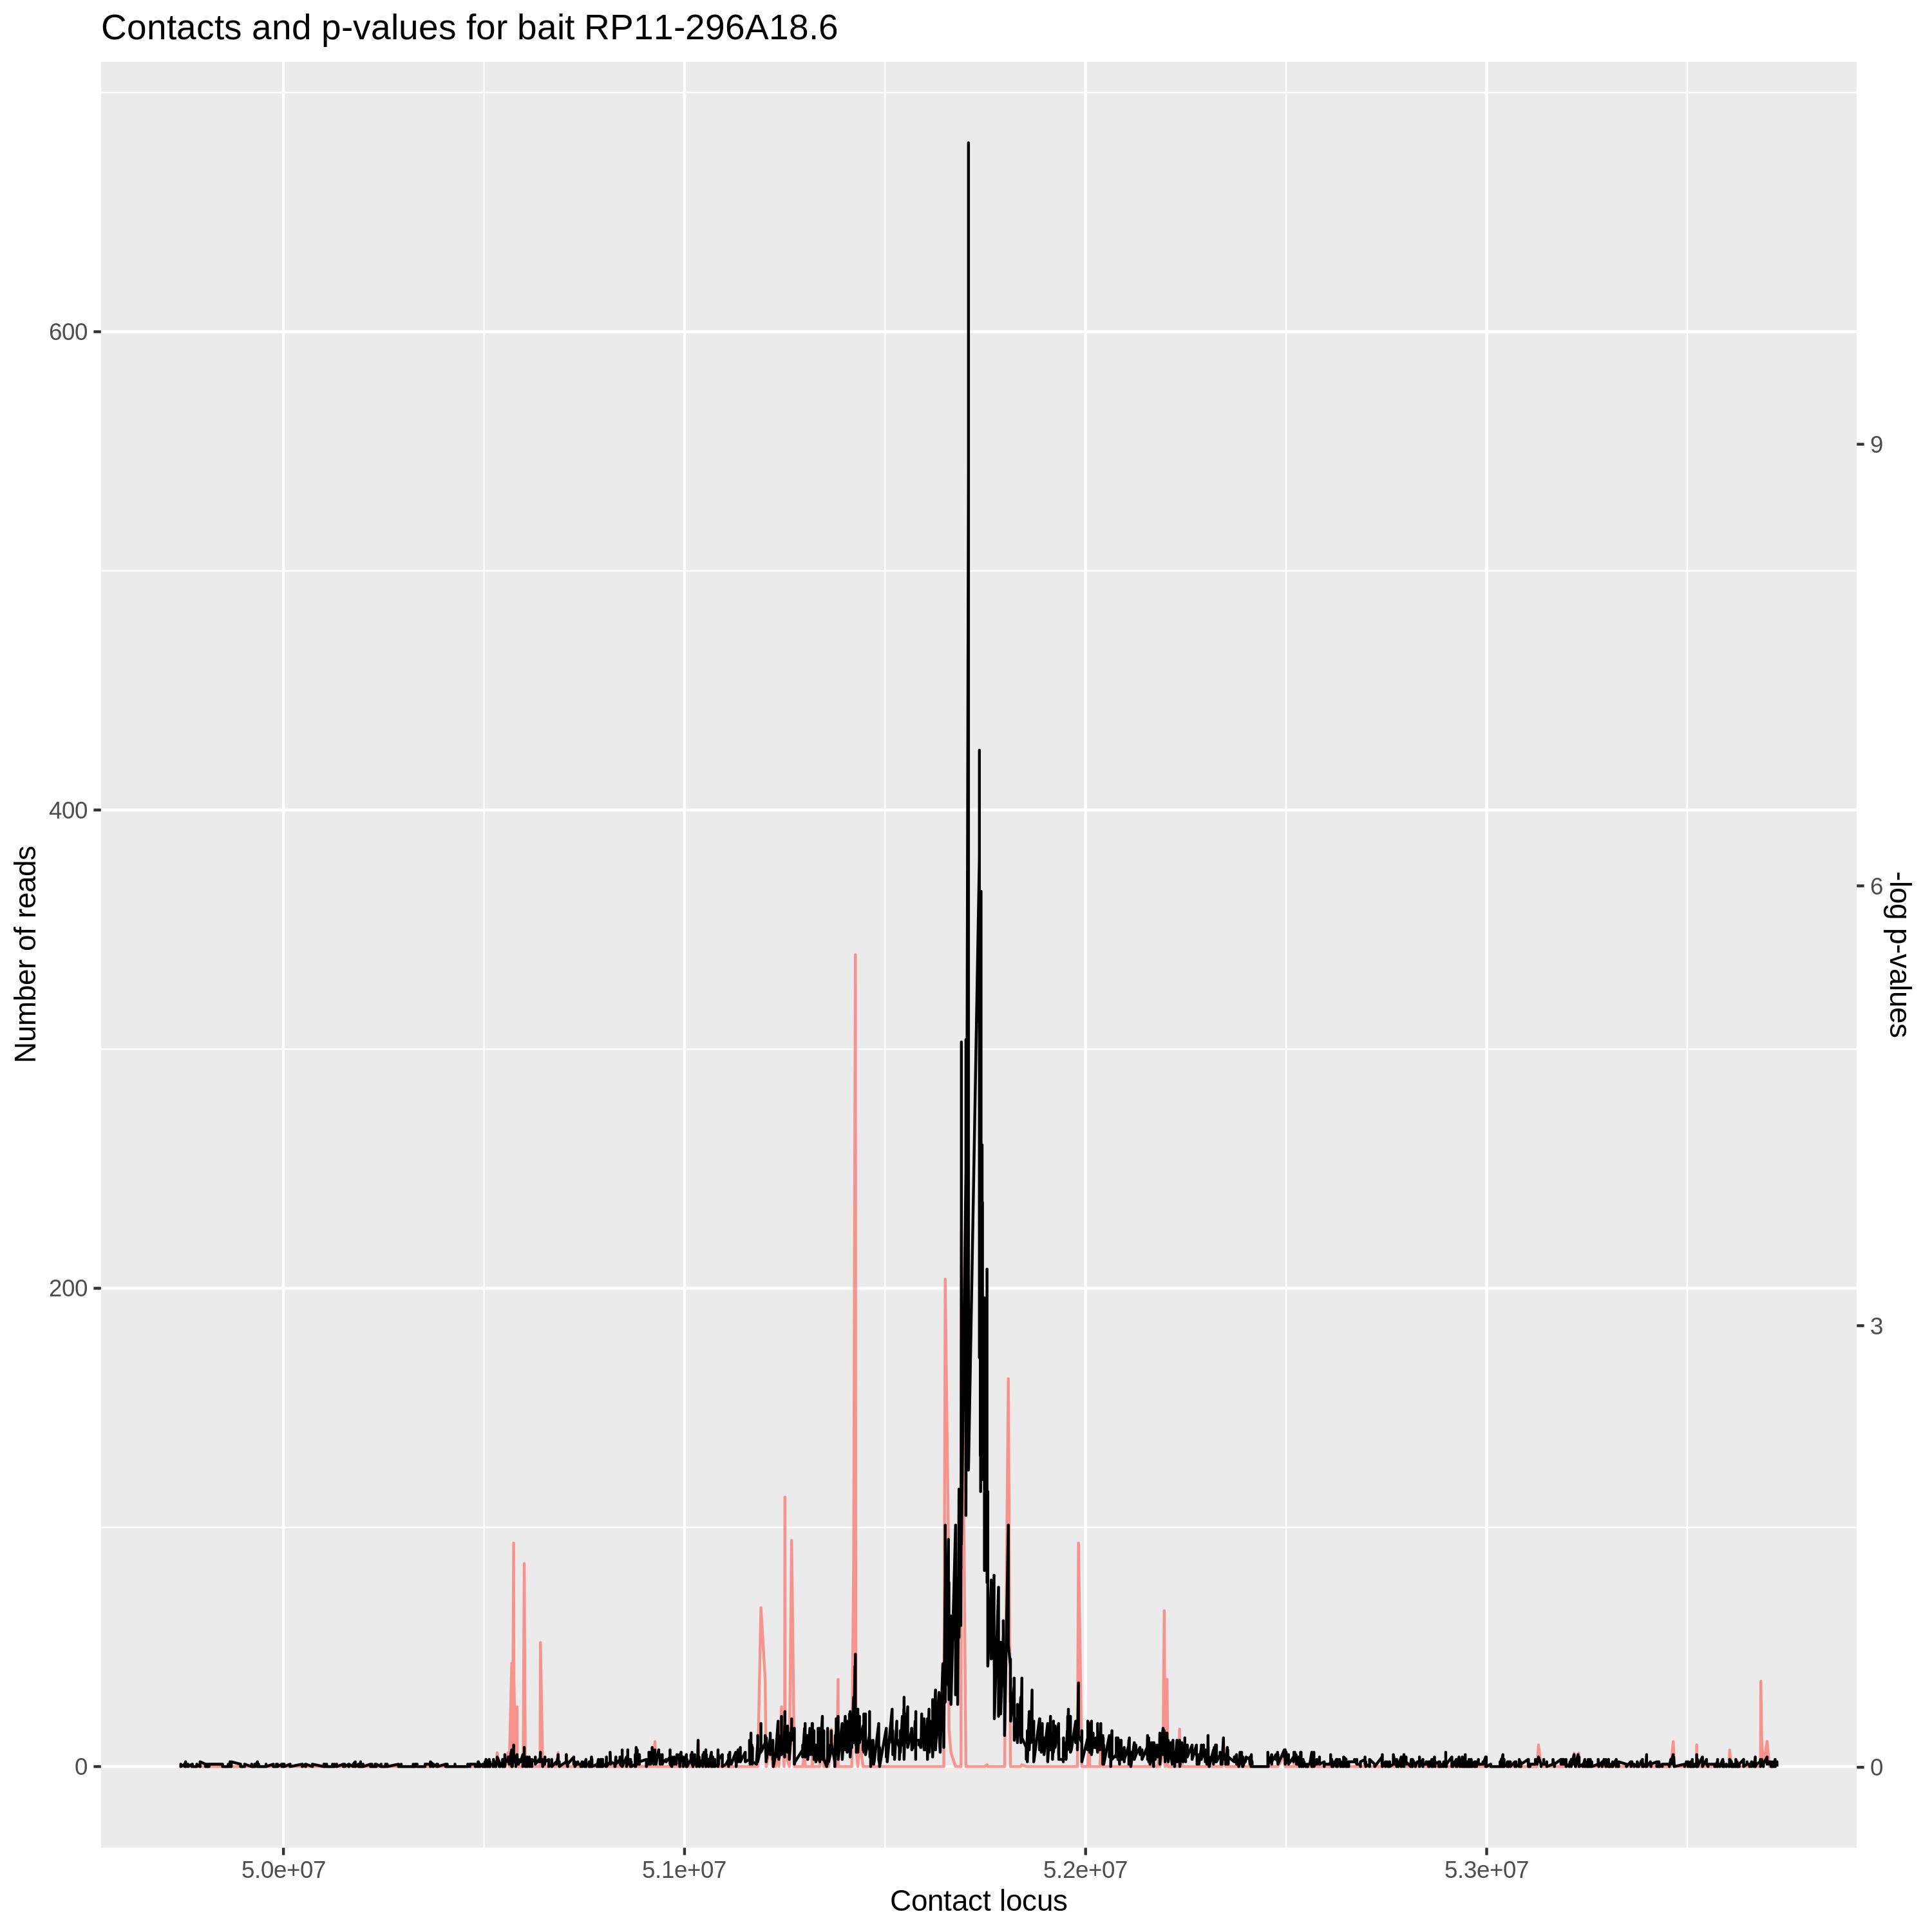 Contacts and p-values for bait RP11-296A18.6
600
400
200
0
Number of reads
9
6
3
0
-log p-values
5.0e+07 5.1e+07 5.2e+07 5.3e+07
Contact locus